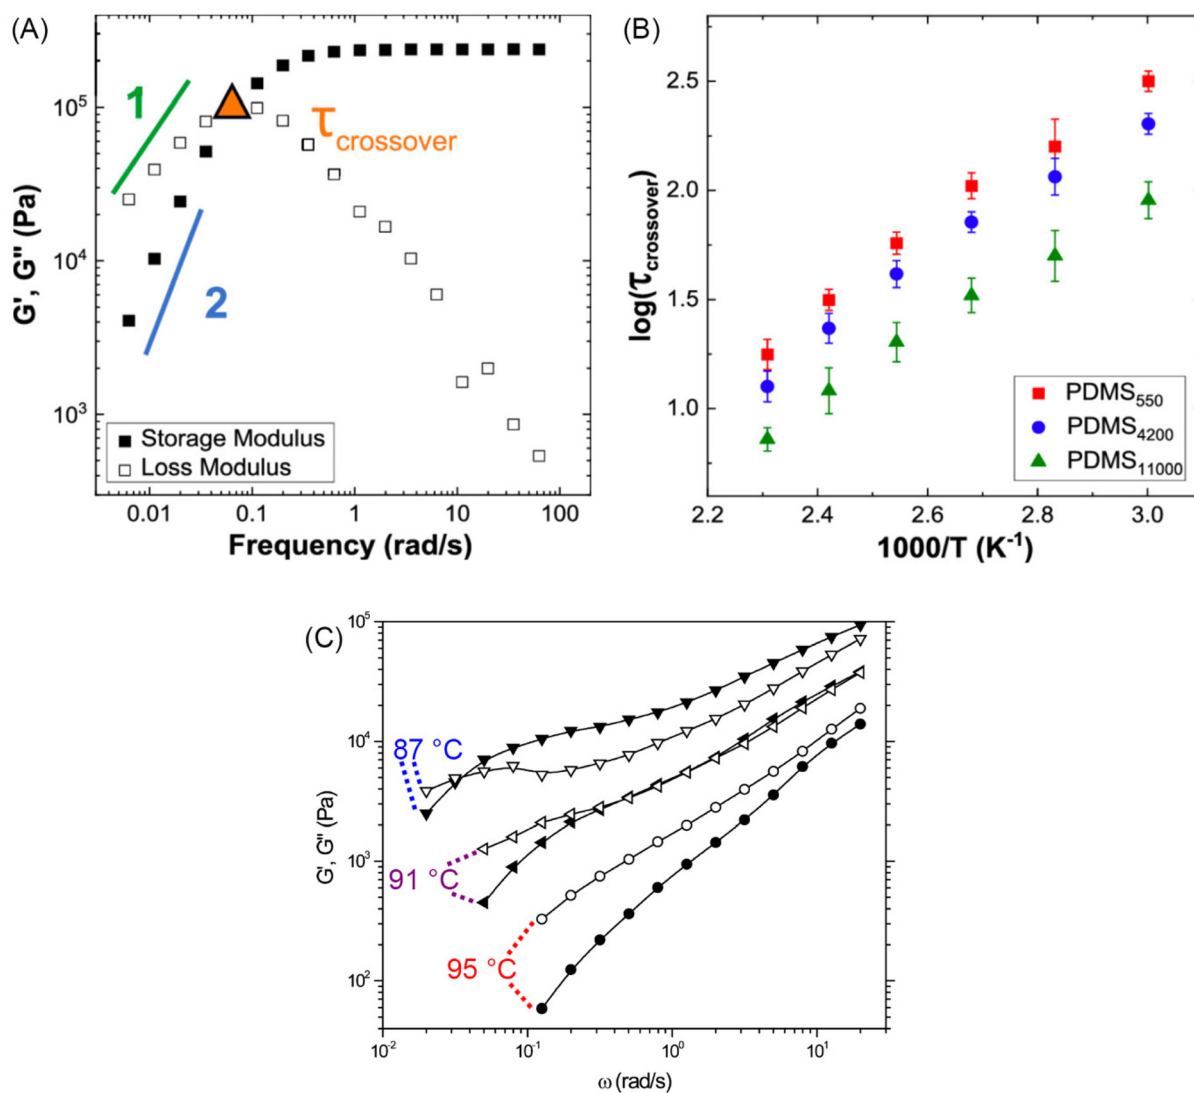 (A)
10⁵
10⁴
10³
G', G" (Pa)
1
2
τcrossover
Storage Modulus
Loss Modulus
0.01 0.1 1 10 100
Frequency (rad/s)
(B)
2.5
2.0
1.5
1.0
log(τcrossover)
PDMS₅₅₀
PDMS₄₂₀₀
PDMS₁₁₀₀₀
2.2 2.4 2.6 2.8 3.0
1000/T (K⁻¹)
(C)
10⁵
10⁴
10³
10²
G', G" (Pa)
87 °C
91 °C
95 °C
10⁻² 10⁻¹ 10⁰ 10¹
ω (rad/s)